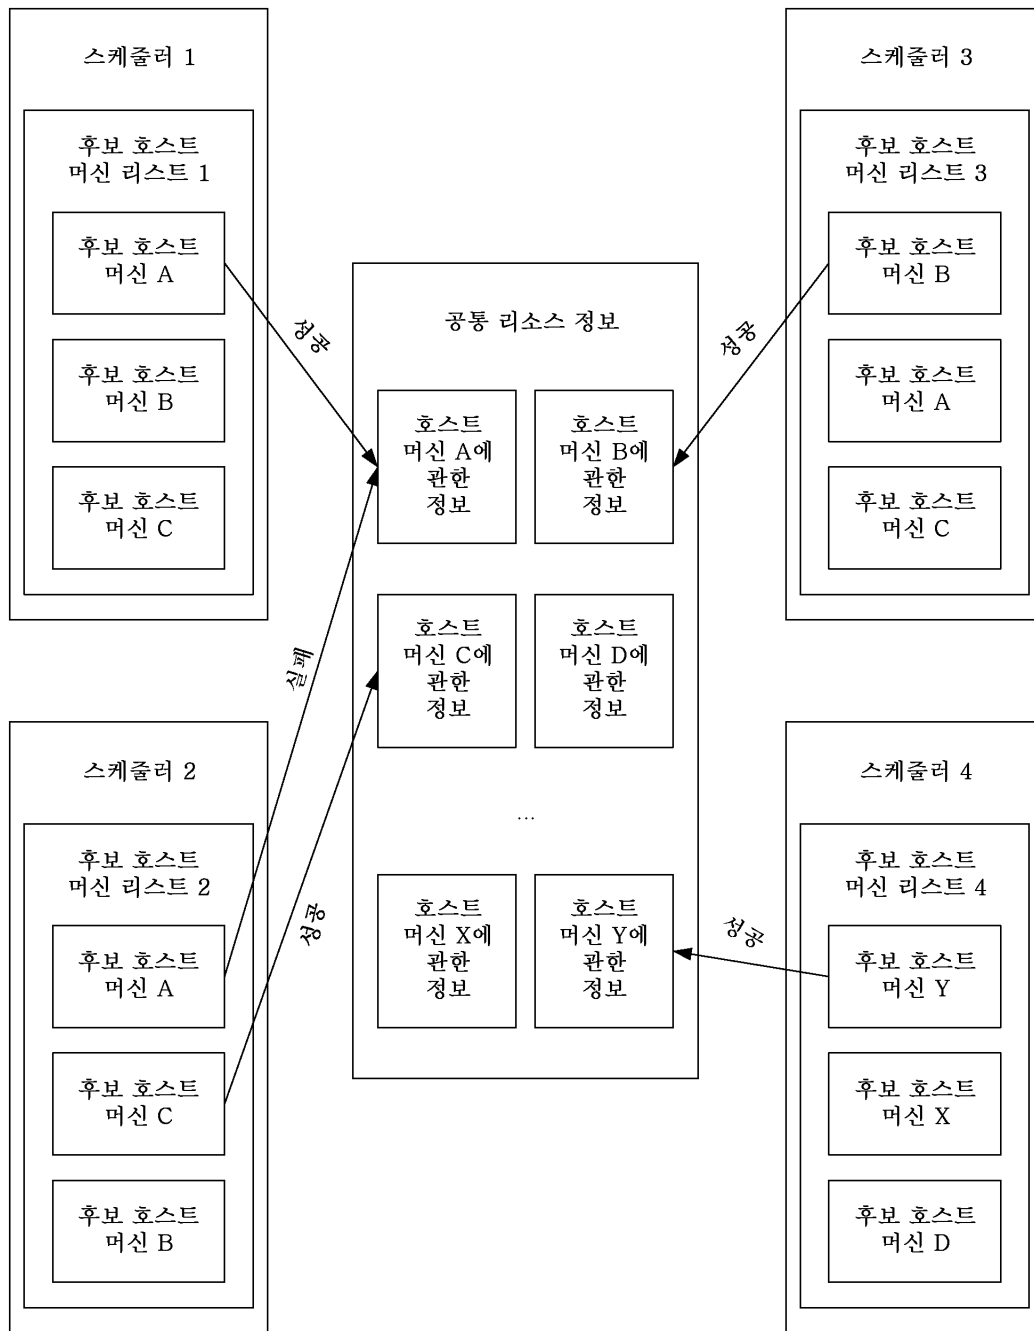 스케줄러 1
후보 호스트
머신 리스트 1
후보 호스트
머신 A
후보 호스트
머신 B
후보 호스트
머신 C
스케줄러 3
후보 호스트
머신 리스트 3
후보 호스트
머신 B
후보 호스트
머신 A
후보 호스트
머신 C
성공
성공
공통 리소스 정보
호스트
머신 A에
관한
정보
호스트
머신 B에
관한
정보
호스트
머신 C에
관한
정보
호스트
머신 D에
관한
정보
...
호스트
머신 X에
관한
정보
호스트
머신 Y에
관한
정보
실패
성공
성공
스케줄러 2
후보 호스트
머신 리스트 2
후보 호스트
머신 A
후보 호스트
머신 C
후보 호스트
머신 B
스케줄러 4
후보 호스트
머신 리스트 4
후보 호스트
머신 Y
후보 호스트
머신 X
후보 호스트
머신 D